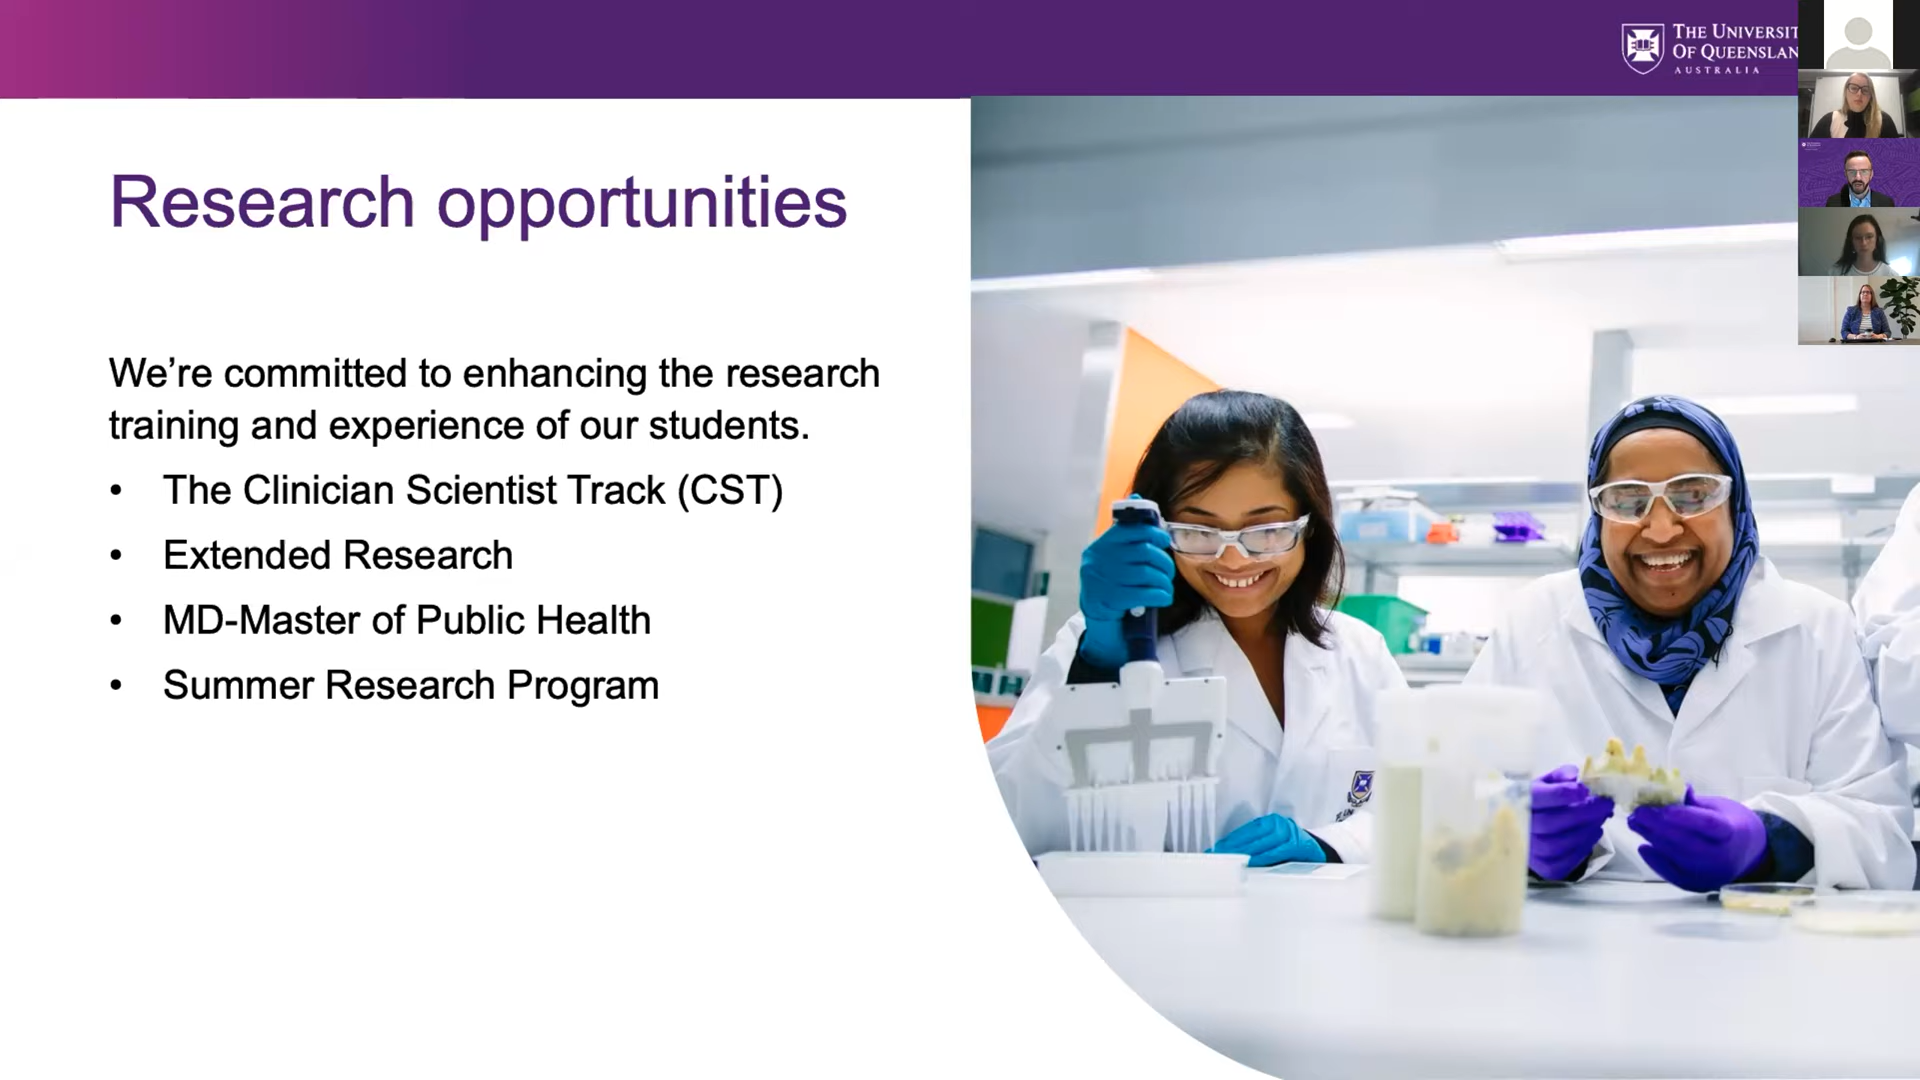 THE UNIVERSIT
OF QUEENSLAN
AUSTRALIA
Research opportunities
We’re committed to enhancing the research
training and experience of our students.
• The Clinician Scientist Track (CST)
• Extended Research
• MD-Master of Public Health
• Summer Research Program